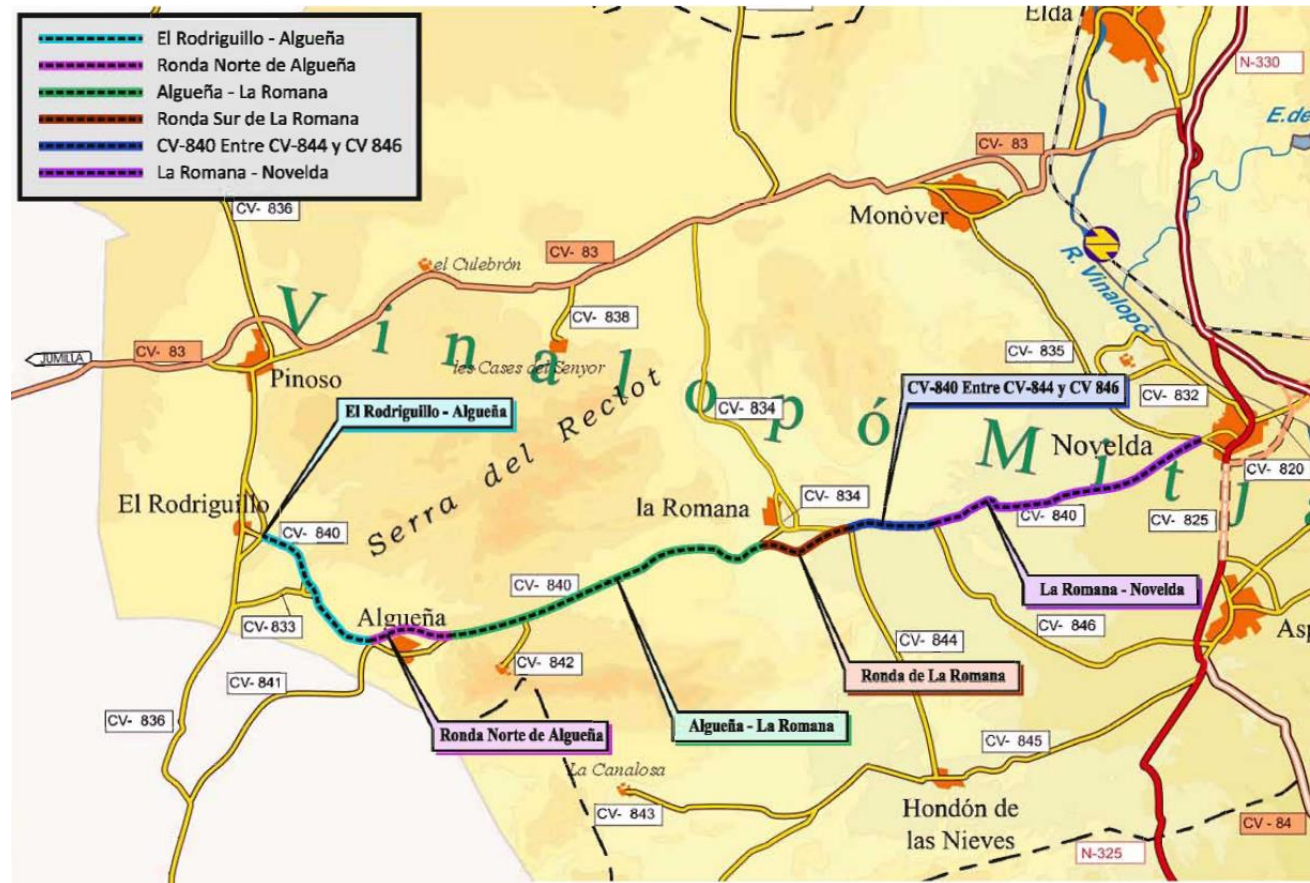 El Rodriguillo - Algueña
Ronda Norte de Algueña
Algueña - La Romana
Ronda Sur de La Romana
CV-840 Entre CV-844 y CV 846
La Romana - Novelda
Elda
N-330
E.de
CV- 83
CV- 836
Monòver
el Culebrón
CV- 83
R. Vinalopó
Vinalopó Mitj
CV- 838
JUMILLA
CV- 83
Pinoso
les Cases del Senyor
CV- 835
CV- 832
CV-840 Entre CV-844 y CV 846
El Rodriguillo - Algueña
CV- 834
Serra del Reclot
Novelda
CV- 820
El Rodriguillo
CV- 840
la Romana
CV- 834
CV- 840
CV- 825
CV- 840
La Romana - Novelda
Algueña
CV- 833
CV- 846
Asp
CV- 844
CV- 842
Ronda de La Romana
CV- 841
CV- 836
Ronda Norte de Algueña
Algueña - La Romana
CV- 845
La Canalosa
CV- 843
Hondón de
las Nieves
CV - 84
N-325